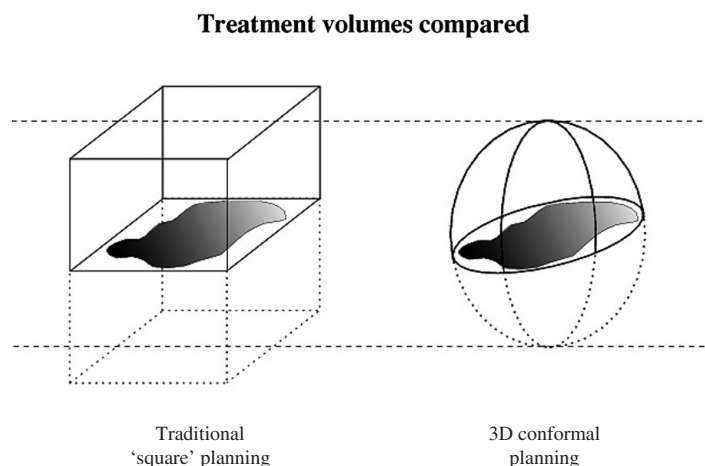 Treatment volumes compared
Traditional
‘square’ planning
3D conformal
planning